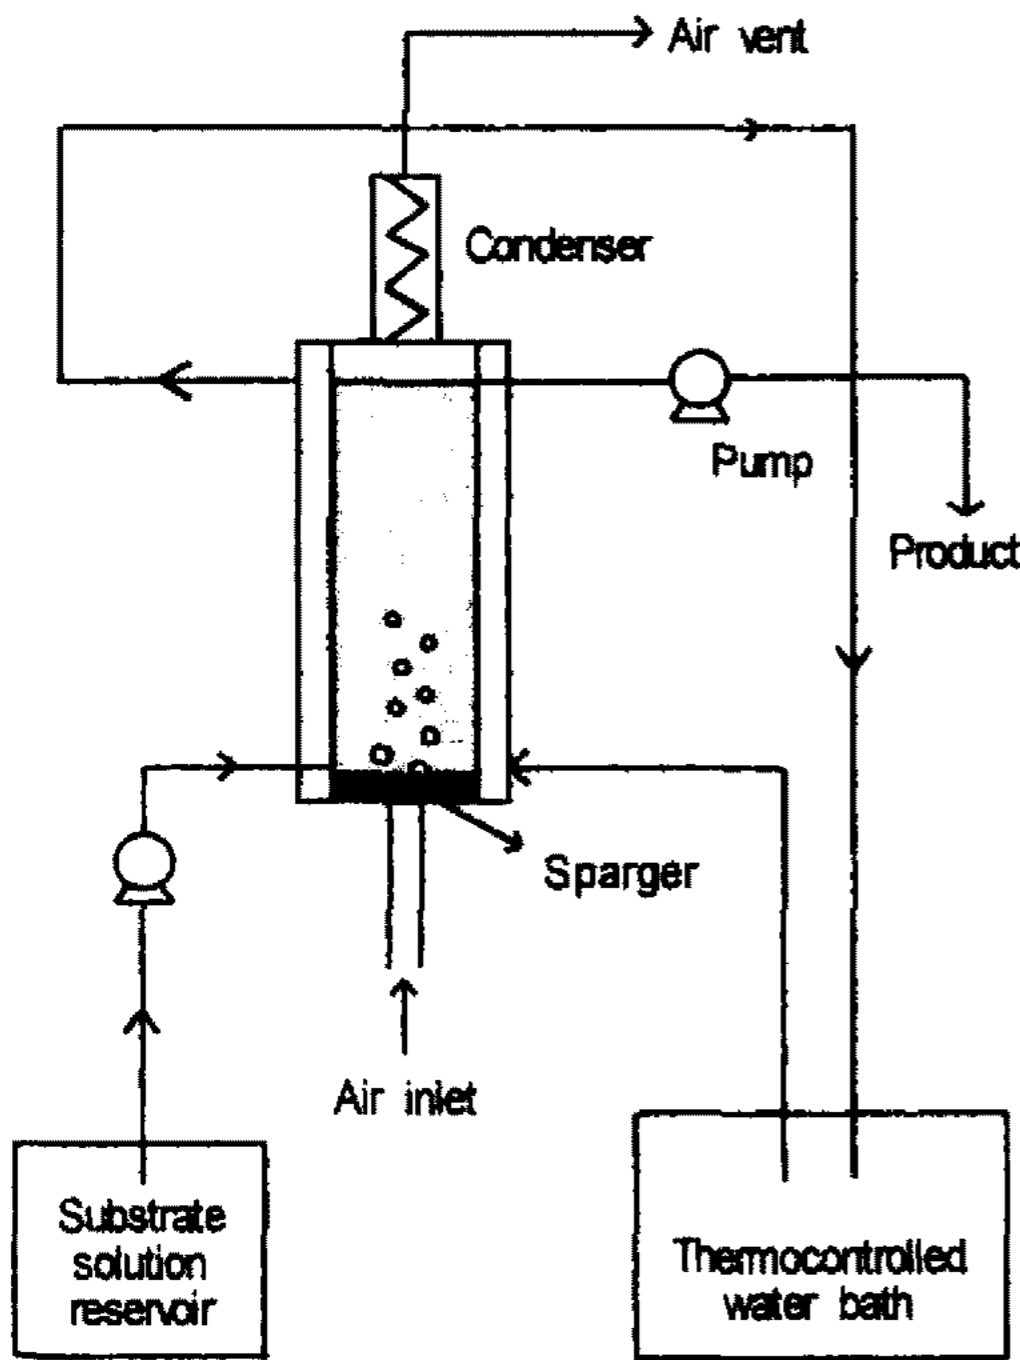 Air vent
Condenser
Pump
Product
Sparger
Air inlet
Substrate
solution
reservoir
Thermocontrolled
water bath